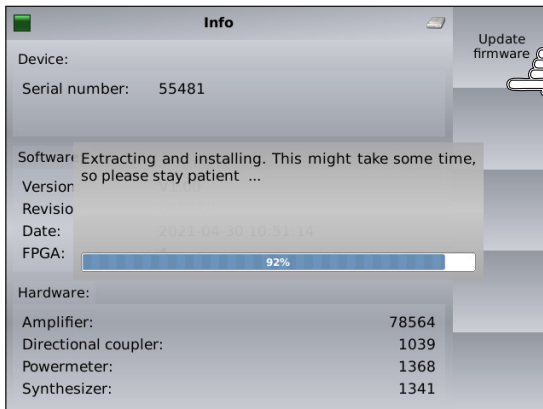 Info
Update
firmware
Device:
Serial number: 55481
Software
Extracting and installing. This might take some time,
so please stay patient ...
Version
Revisio
Date: 2021-04-30 10:51:14
FPGA:
92%
Hardware:
Amplifier: 78564
Directional coupler: 1039
Powermeter: 1368
Synthesizer: 1341